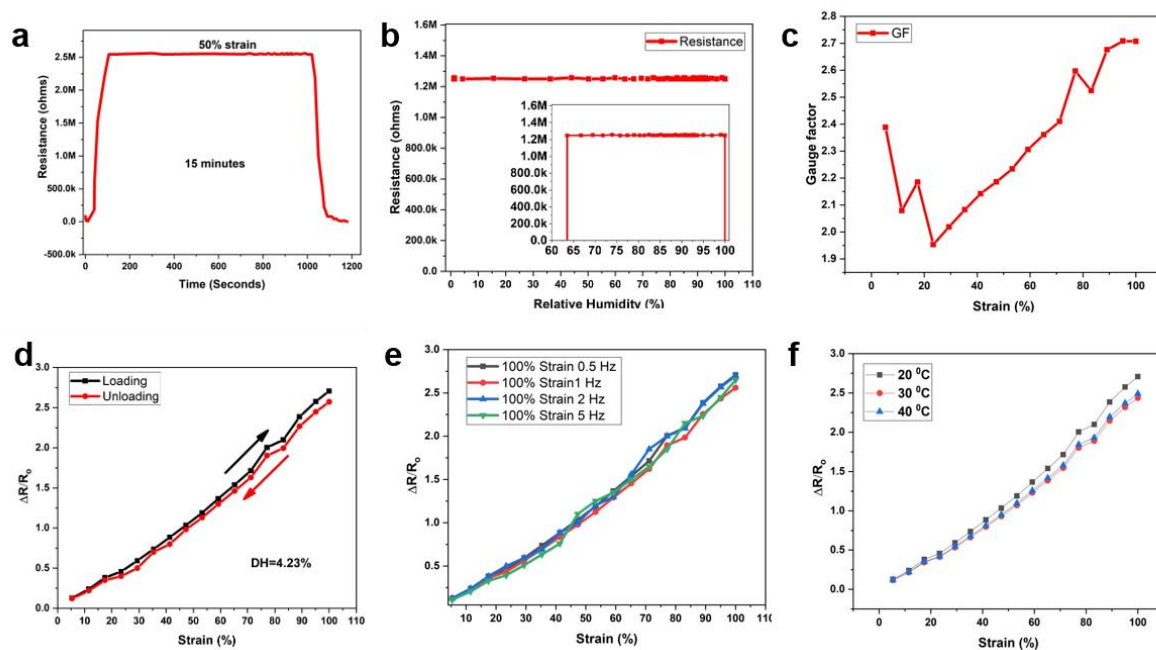 a
50% strain
15 minutes
Resistance (ohms)
2.5M
2.0M
1.5M
1.0M
500.0k
0.0
-500.0k
0 200 400 600 800 1000 1200
Time (Seconds)
b
Resistance
Resistance (ohms)
1.6M
1.4M
1.2M
1.0M
800.0k
600.0k
400.0k
200.0k
0.0
1.6M
1.4M
1.2M
1.0M
800.0k
600.0k
400.0k
200.0k
0.0
60 65 70 75 80 85 90 95 100
0 10 20 30 40 50 60 70 80 90 100
Relative Humidity (%)
c
GF
Gauge factor
2.8
2.7
2.6
2.5
2.4
2.3
2.2
2.1
2.0
1.9
0 20 40 60 80 100
Strain (%)
d
Loading
Unloading
DH=4.23%
ΔR/Ro
3.0
2.5
2.0
1.5
1.0
0.5
0.0
0 10 20 30 40 50 60 70 80 90 100 110
Strain (%)
e
100% Strain 0.5 Hz
100% Strain1 Hz
100% Strain 2 Hz
100% Strain 5 Hz
ΔR/Ro
3.0
2.5
2.0
1.5
1.0
0.5
10 20 30 40 50 60 70 80 90 100 110
Strain (%)
f
20 ⁰C
30 ⁰C
40 ⁰C
ΔR/Ro
3.0
2.5
2.0
1.5
1.0
0.5
0.0
0 20 40 60 80 100
Strain (%)